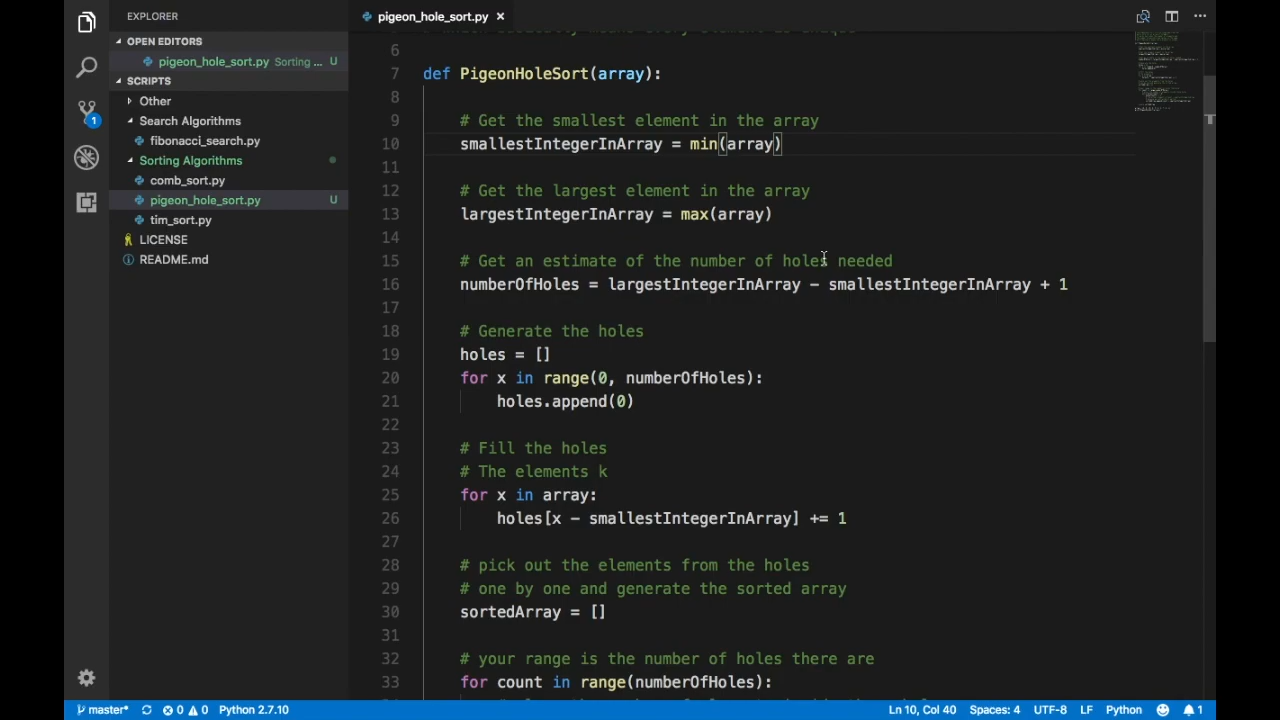 EXPLORER
OPEN EDITORS
pigeon_hole_sort.py Sorting ... U
SCRIPTS
Other
Search Algorithms
fibonacci_search.py
Sorting Algorithms
comb_sort.py
pigeon_hole_sort.py U
tim_sort.py
LICENSE
README.md
1
pigeon_hole_sort.py ×
6
7 def PigeonHoleSort(array):
8
9 # Get the smallest element in the array
10 smallestIntegerInArray = min(array)
11
12 # Get the largest element in the array
13 largestIntegerInArray = max(array)
14
15 # Get an estimate of the number of holes needed
16 numberOfHoles = largestIntegerInArray - smallestIntegerInArray + 1
17
18 # Generate the holes
19 holes = []
20 for x in range(0, numberOfHoles):
21 holes.append(0)
22
23 # Fill the holes
24 # The elements k
25 for x in array:
26 holes[x - smallestIntegerInArray] += 1
27
28 # pick out the elements from the holes
29 # one by one and generate the sorted array
30 sortedArray = []
31
32 # your range is the number of holes there are
33 for count in range(numberOfHoles):
master* 0 0 Python 2.7.10 Ln 10, Col 40 Spaces: 4 UTF-8 LF Python 1